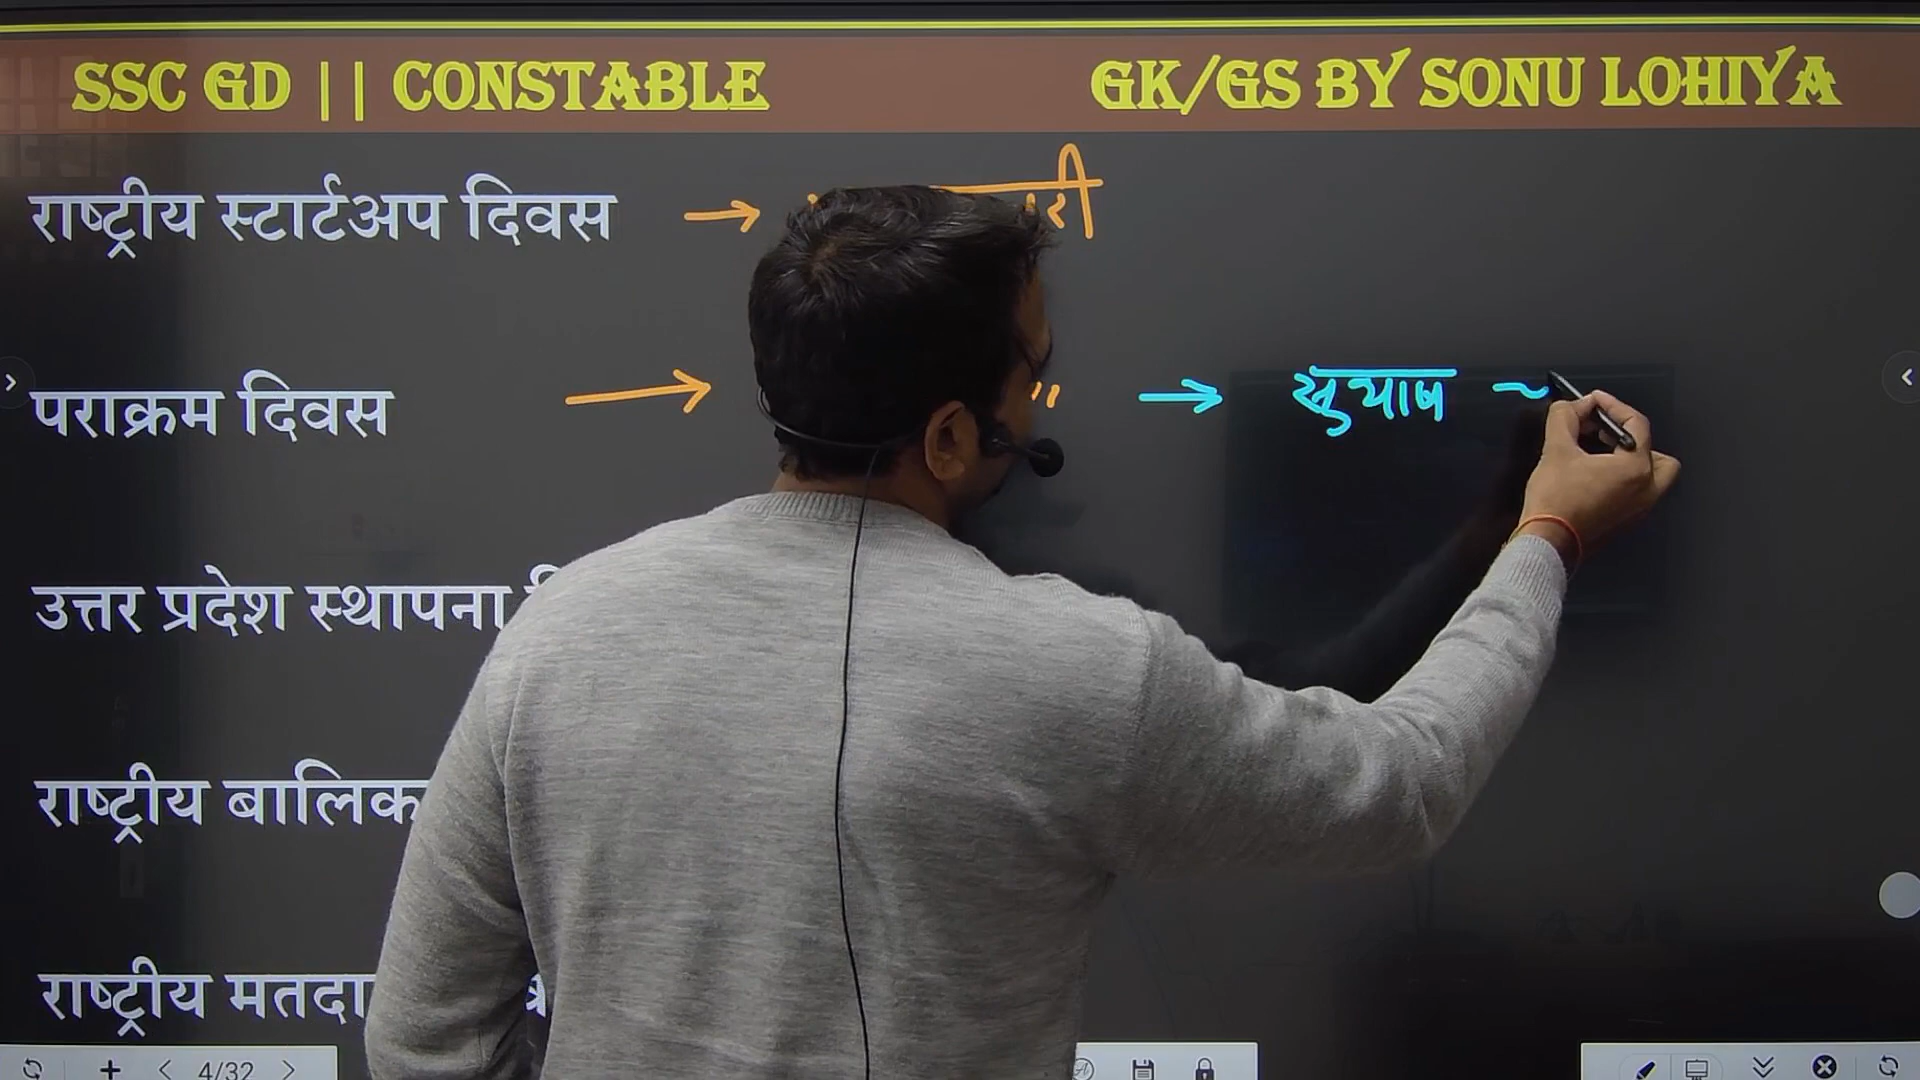 SSC GD || CONSTABLE GK/GS BY SONU LOHIYA
राष्ट्रीय स्टार्टअप दिवस →
पराक्रम दिवस → " → सुभाष
उत्तर प्रदेश स्थापना
राष्ट्रीय
राष्ट्रीय
4/32